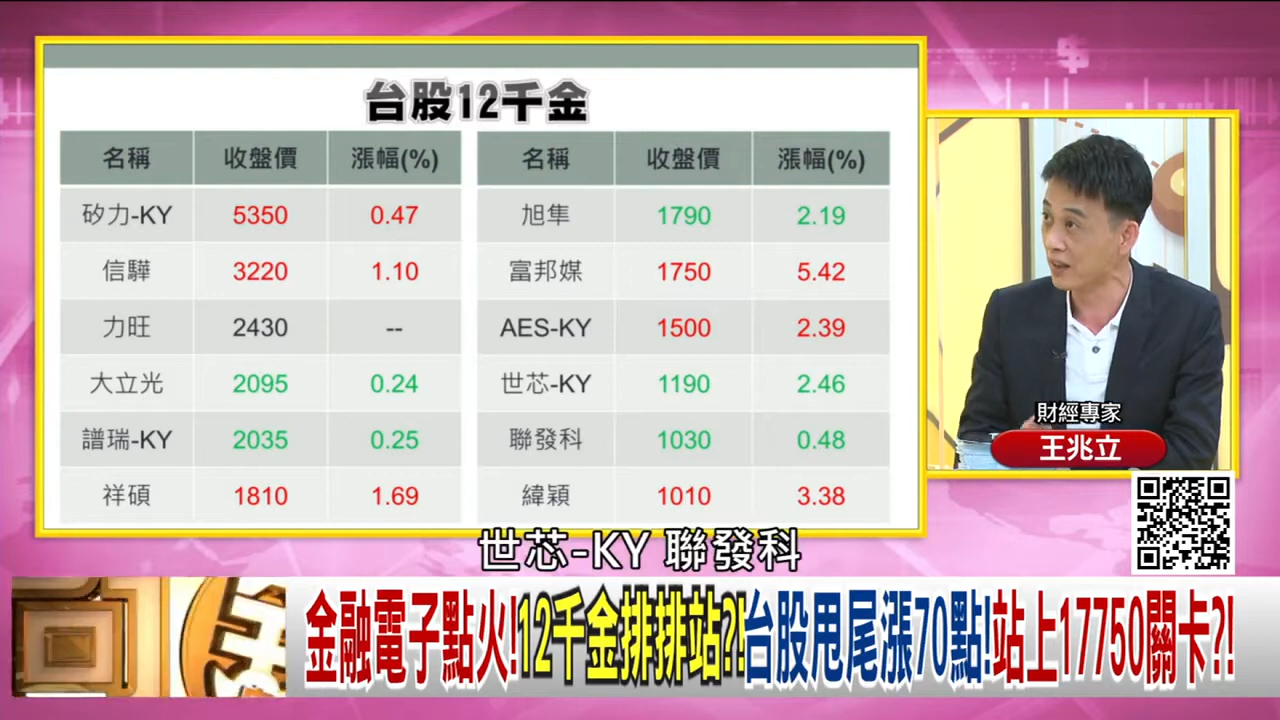 台股12千金
名稱 收盤價 漲幅(%) 名稱 收盤價 漲幅(%)
矽力-KY 5350 0.47 旭隼 1790 2.19
信驊 3220 1.10 富邦媒 1750 5.42
力旺 2430 -- AES-KY 1500 2.39
大立光 2095 0.24 世芯-KY 1190 2.46
譜瑞-KY 2035 0.25 聯發科 1030 0.48
祥碩 1810 1.69 緯穎 1010 3.38
財經專家
王兆立
世芯-KY 聯發科
金融電子點火!12千金排排站?!台股甩尾漲70點!站上17750關卡?!